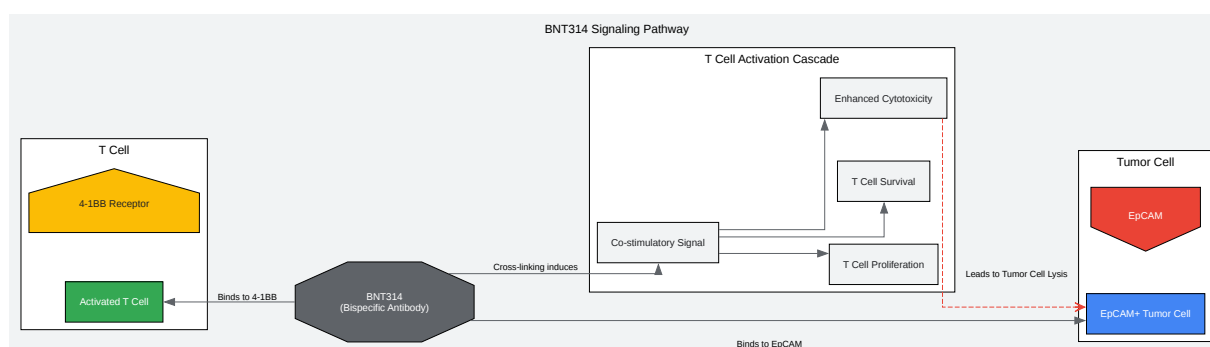 BNT314 Signaling Pathway
T Cell Activation Cascade
Enhanced Cytotoxicity
T Cell
Tumor Cell
4-1BB Receptor
T Cell Survival
EpCAM
Co-stimulatory Signal
T Cell Proliferation
Cross-linking induces
Leads to Tumor Cell Lysis
Activated T Cell
Binds to 4-1BB
BNT314
(Bispecific Antibody)
EpCAM+ Tumor Cell
Binds to EpCAM